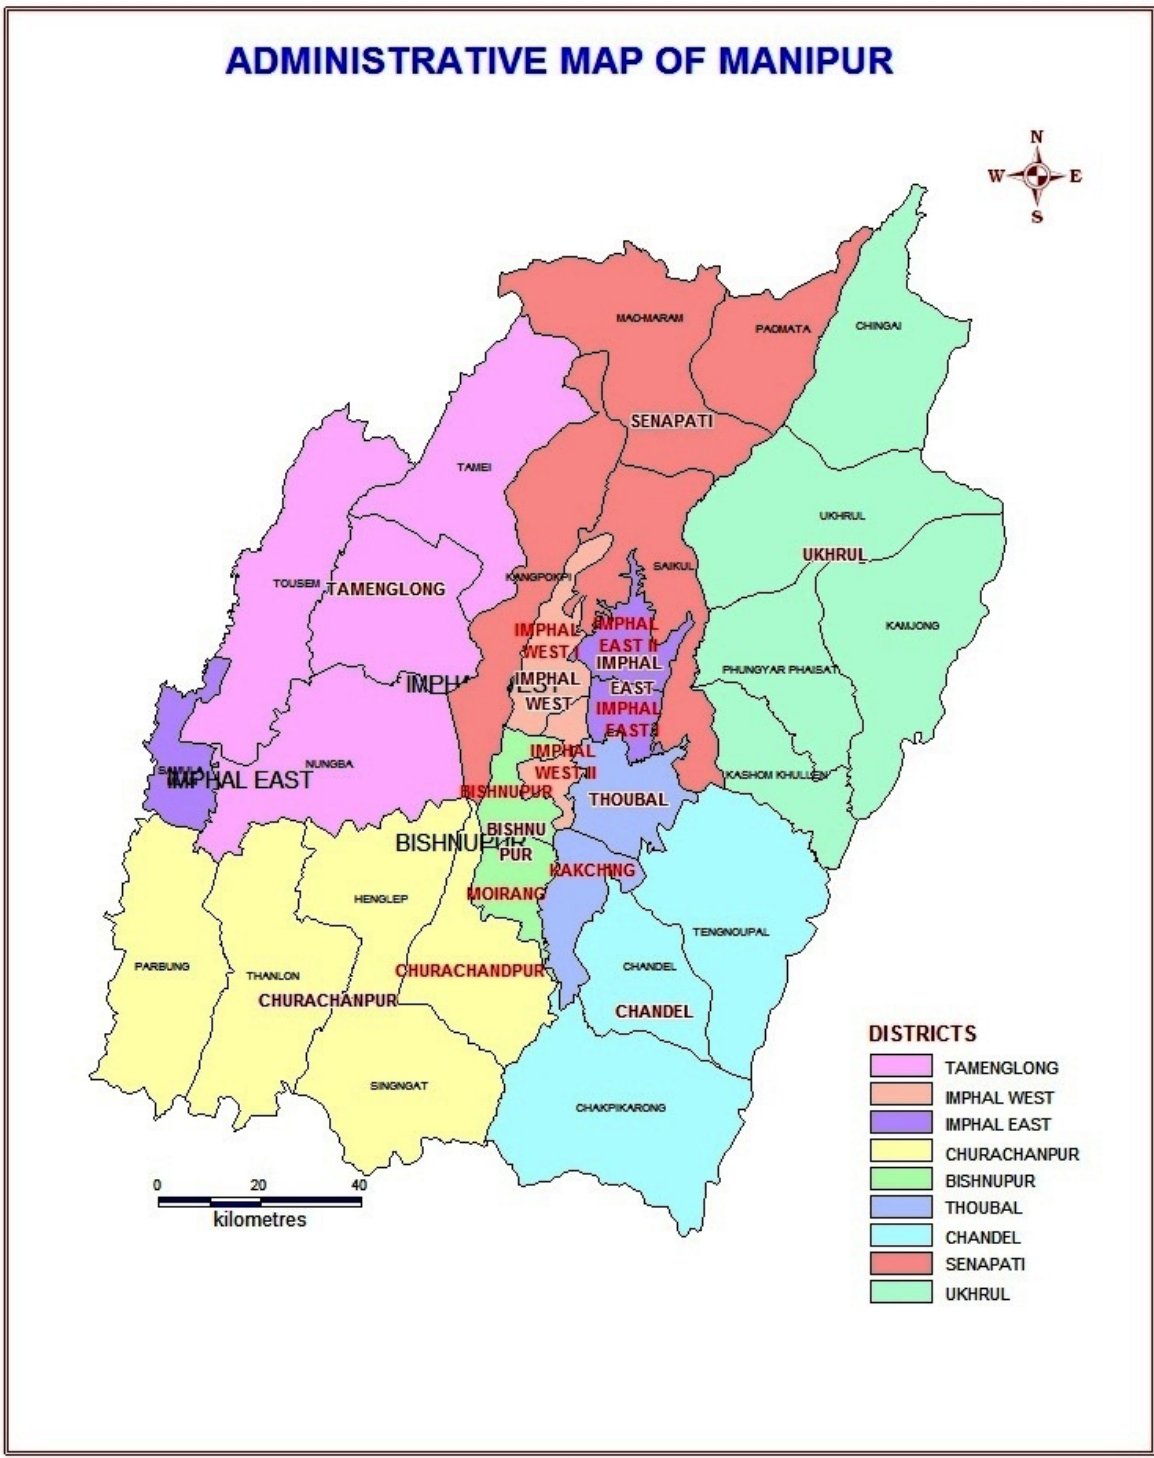 ADMINISTRATIVE MAP OF MANIPUR
N
W E
S
MAO-MARAM
PAOMATA
CHINGAI
SENAPATI
TAMEI
UKHRUL
UKHRUL
TOUSEM
TAMENGLONG
KANGPOKPI
SAIKUL
KAMJONG
IMPHAL
WEST I
IMPHAL
EAST II
IMPHAL
WEST
IMPHAL
EAST
PHUNGYAR PHAISAT
IMPHAL
EAST I
IMPHAL
WEST II
NUNGBA
IMPHAL EAST
KASHOM KHULLEN
BISHNUPUR
THOUBAL
BISHNUPUR
BISHNU
PUR
KAKCHING
MOIRANG
HENGLEP
TENGNOUPAL
PARBUNG
THANLON
CHURACHANDPUR
CHANDEL
CHURACHANPUR
CHANDEL
SINGNGAT
CHAKPIKARONG
0 20 40
kilometres
DISTRICTS
TAMENGLONG
IMPHAL WEST
IMPHAL EAST
CHURACHANPUR
BISHNUPUR
THOUBAL
CHANDEL
SENAPATI
UKHRUL